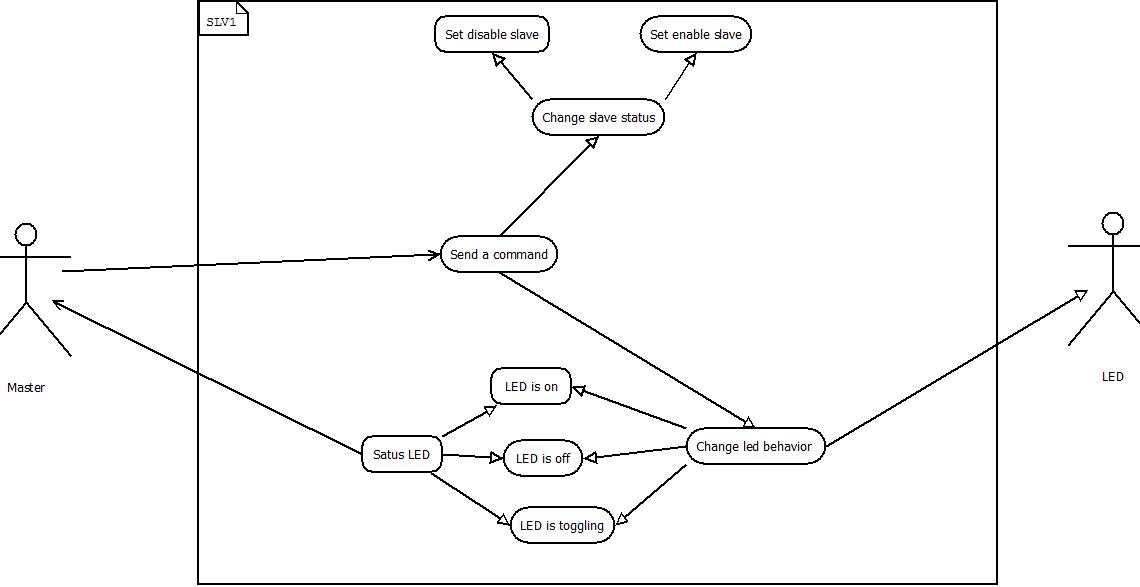 SLV1
Set disable slave
Set enable slave
Change slave status
Send a command
Master
LED
LED is on
Satus LED
LED is off
Change led behavior
LED is toggling